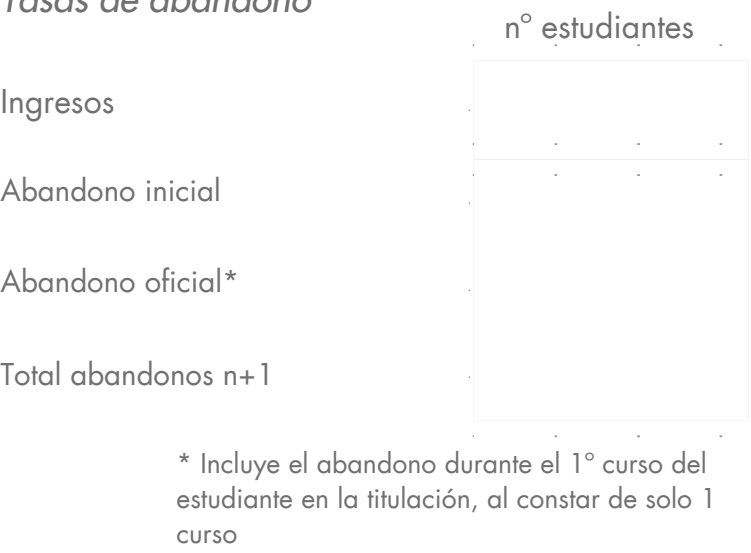 Tasas de abandono
nº estudiantes
Ingresos
Abandono inicial
Abandono oficial*
Total abandonos n+1
* Incluye el abandono durante el 1º curso del
estudiante en la titulación, al constar de solo 1
curso